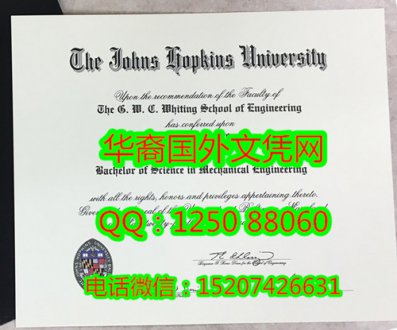 The Johns Hopkins University
Upon the recommendation of the Faculty of
The G. W. C. Whiting School of Engineering
has conferred upon
华裔国外文凭网
Bachelor of Science in Mechanical Engineering
with all the rights, honors and privileges appertaining thereto.
QQ：1250 88060
电话微信：15207426631